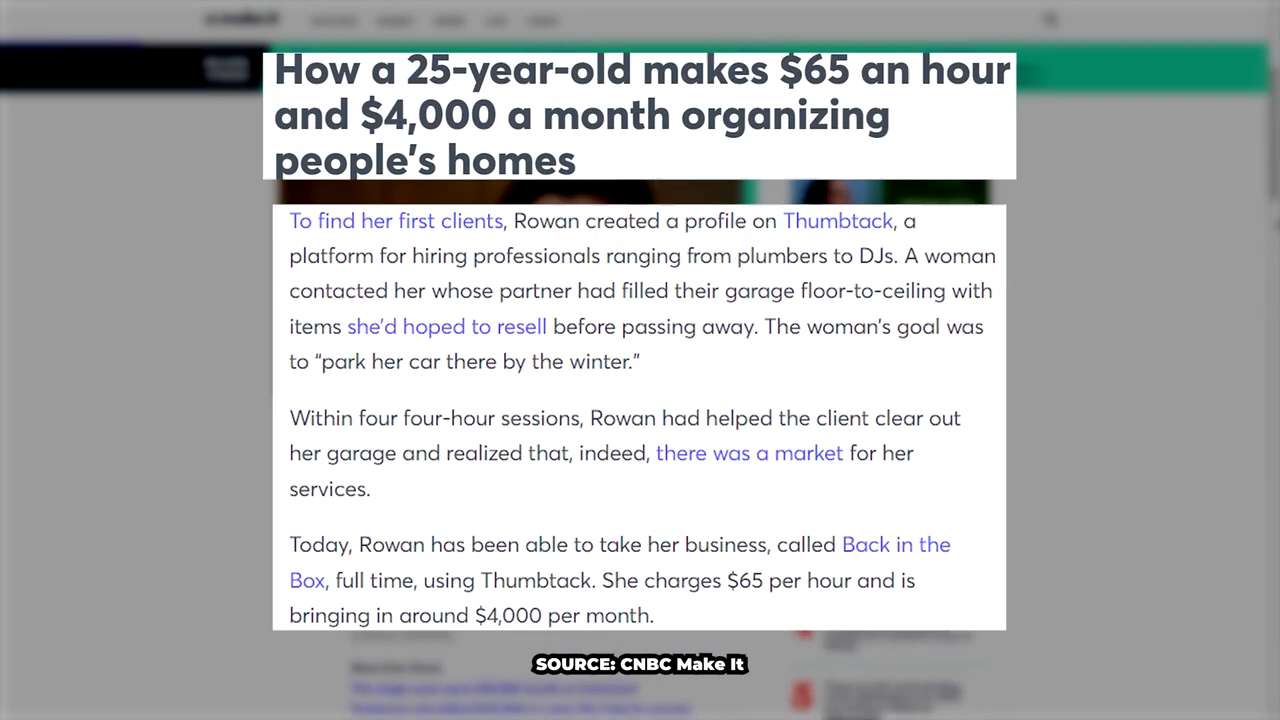 How a 25-year-old makes $65 an hour
and $4,000 a month organizing
people’s homes
To find her first clients, Rowan created a profile on Thumbtack, a
platform for hiring professionals ranging from plumbers to DJs. A woman
contacted her whose partner had filled their garage floor-to-ceiling with
items she’d hoped to resell before passing away. The woman’s goal was
to “park her car there by the winter.”
Within four four-hour sessions, Rowan had helped the client clear out
her garage and realized that, indeed, there was a market for her
services.
Today, Rowan has been able to take her business, called Back in the
Box, full time, using Thumbtack. She charges $65 per hour and is
bringing in around $4,000 per month.
SOURCE: CNBC Make It